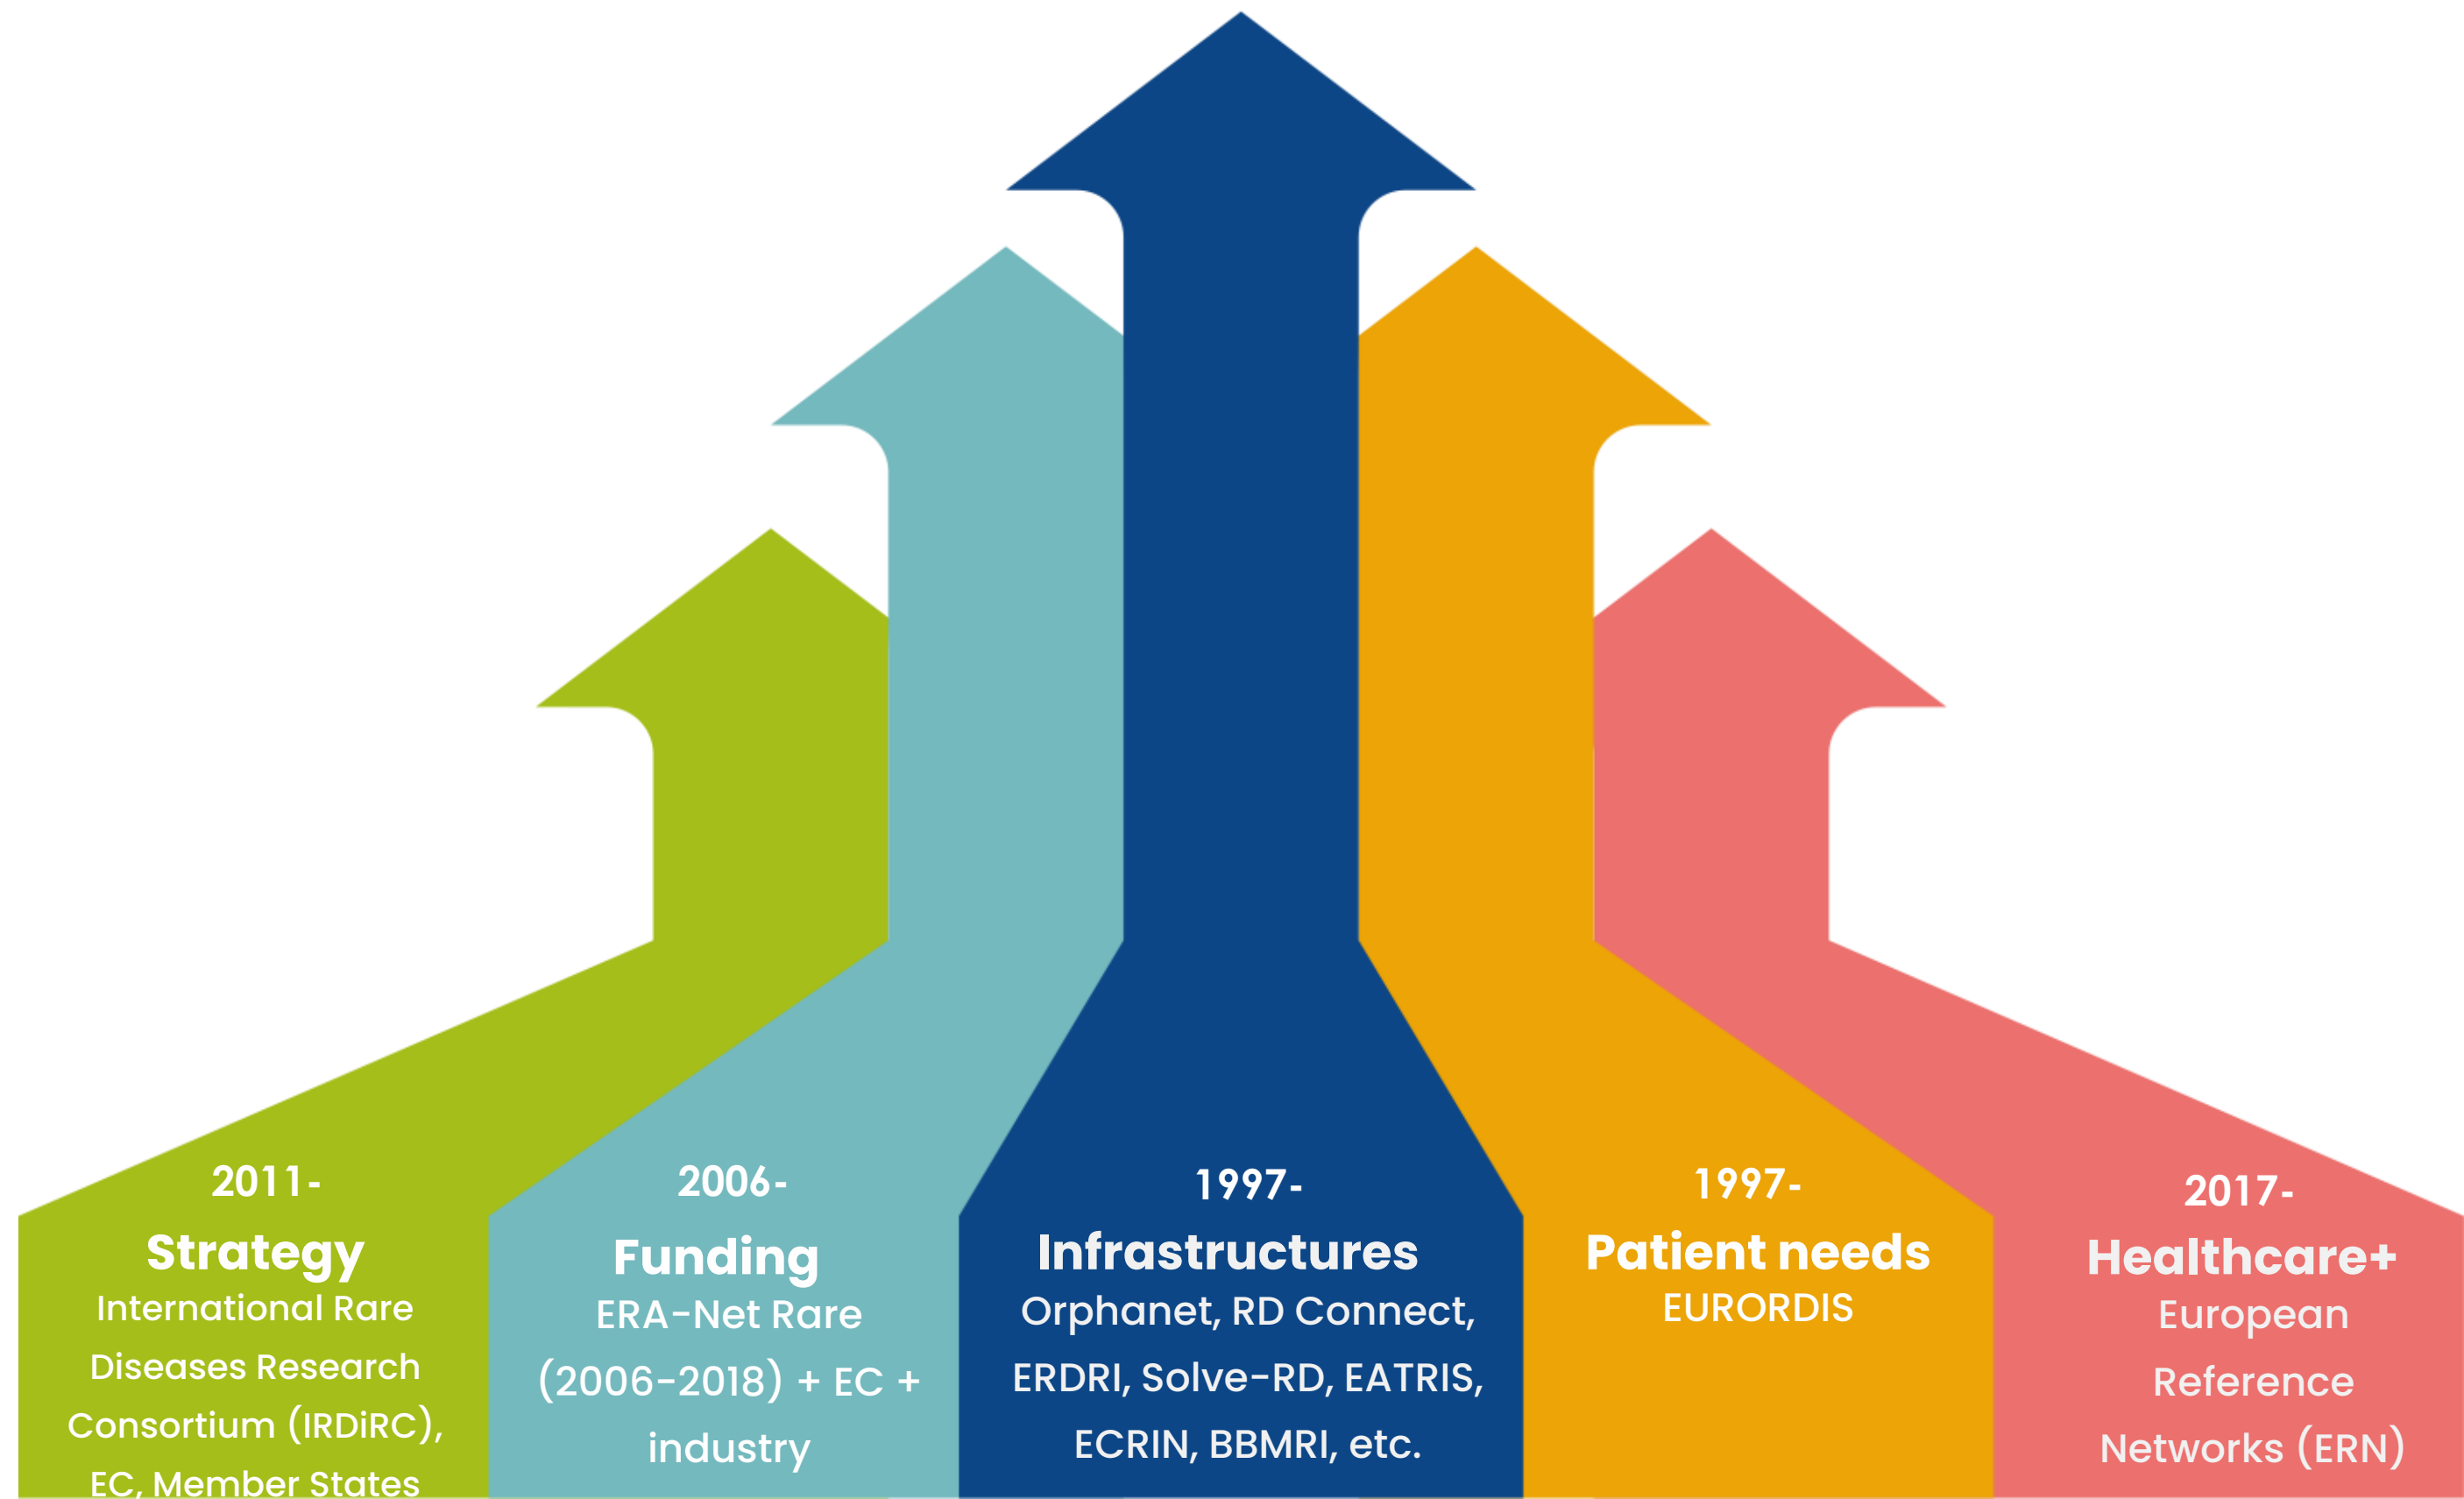 2011-
Strategy
International Rare
Diseases Research
Consortium (IRDiRC),
EC, Member States
2006-
Funding
ERA-Net Rare
(2006-2018) + EC +
industry
1997-
Infrastructures
Orphanet, RD Connect,
ERDRI, Solve-RD, EATRIS,
ECRIN, BBMRI, etc.
1997-
Patient needs
EURORDIS
2017-
Healthcare+
European
Reference
Networks (ERN)